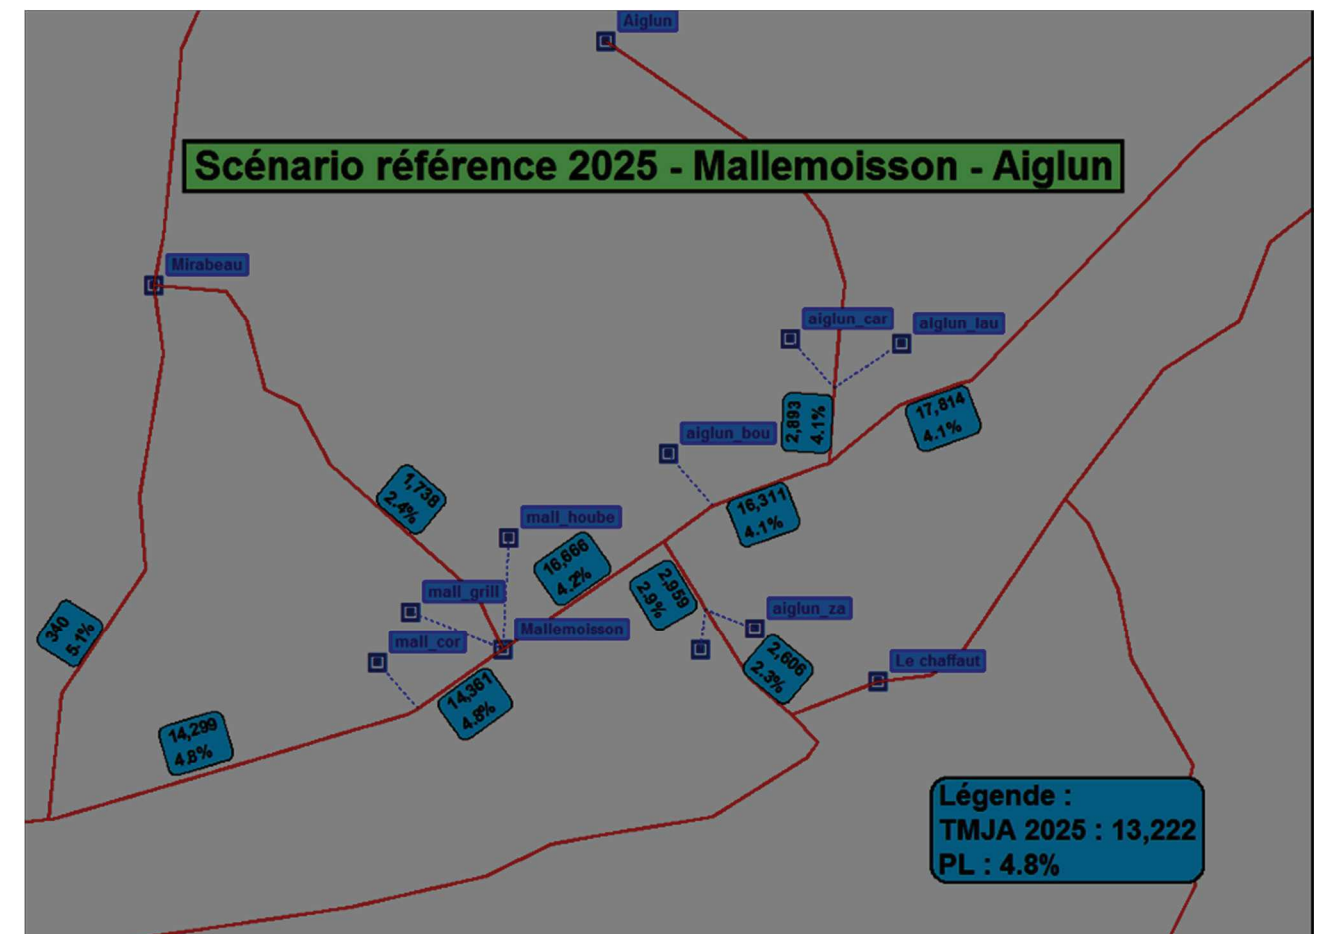 Aiglun
Scénario référence 2025 - Mallemoisson - Aiglun
Mirabeau
aiglun_car
aiglun_lau
17,814
4.1%
2,893
4.1%
aiglun_bou
1,738
2.4%
16,311
4.1%
mall_hoube
16,666
4.2%
mall_grill
2,959
2.9%
aiglun_za
340
5.1%
mall_cor
Mallemoisson
2,606
2.3%
Le chaffaut
14,361
4.8%
14,299
4.8%
Légende :
TMJA 2025 : 13,222
PL : 4.8%